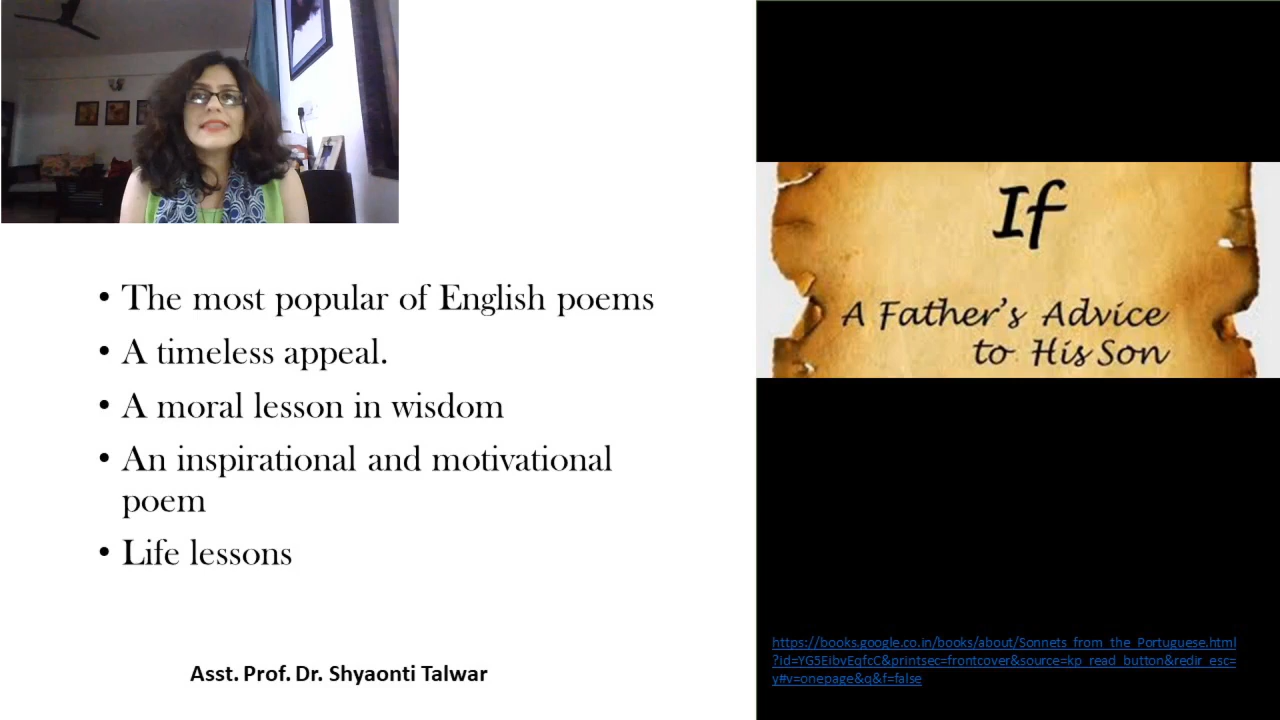 • The most popular of English poems
• A timeless appeal.
• A moral lesson in wisdom
• An inspirational and motivational
poem
• Life lessons
Asst. Prof. Dr. Shyaonti Talwar
If
A Father's Advice
to His Son
https://books.google.co.in/books/about/Sonnets_from_the_Portuguese.html
?id=YG5EibvEqfcC&printsec=frontcover&source=kp_read_button&redir_esc=
y#v=onepage&q&f=false